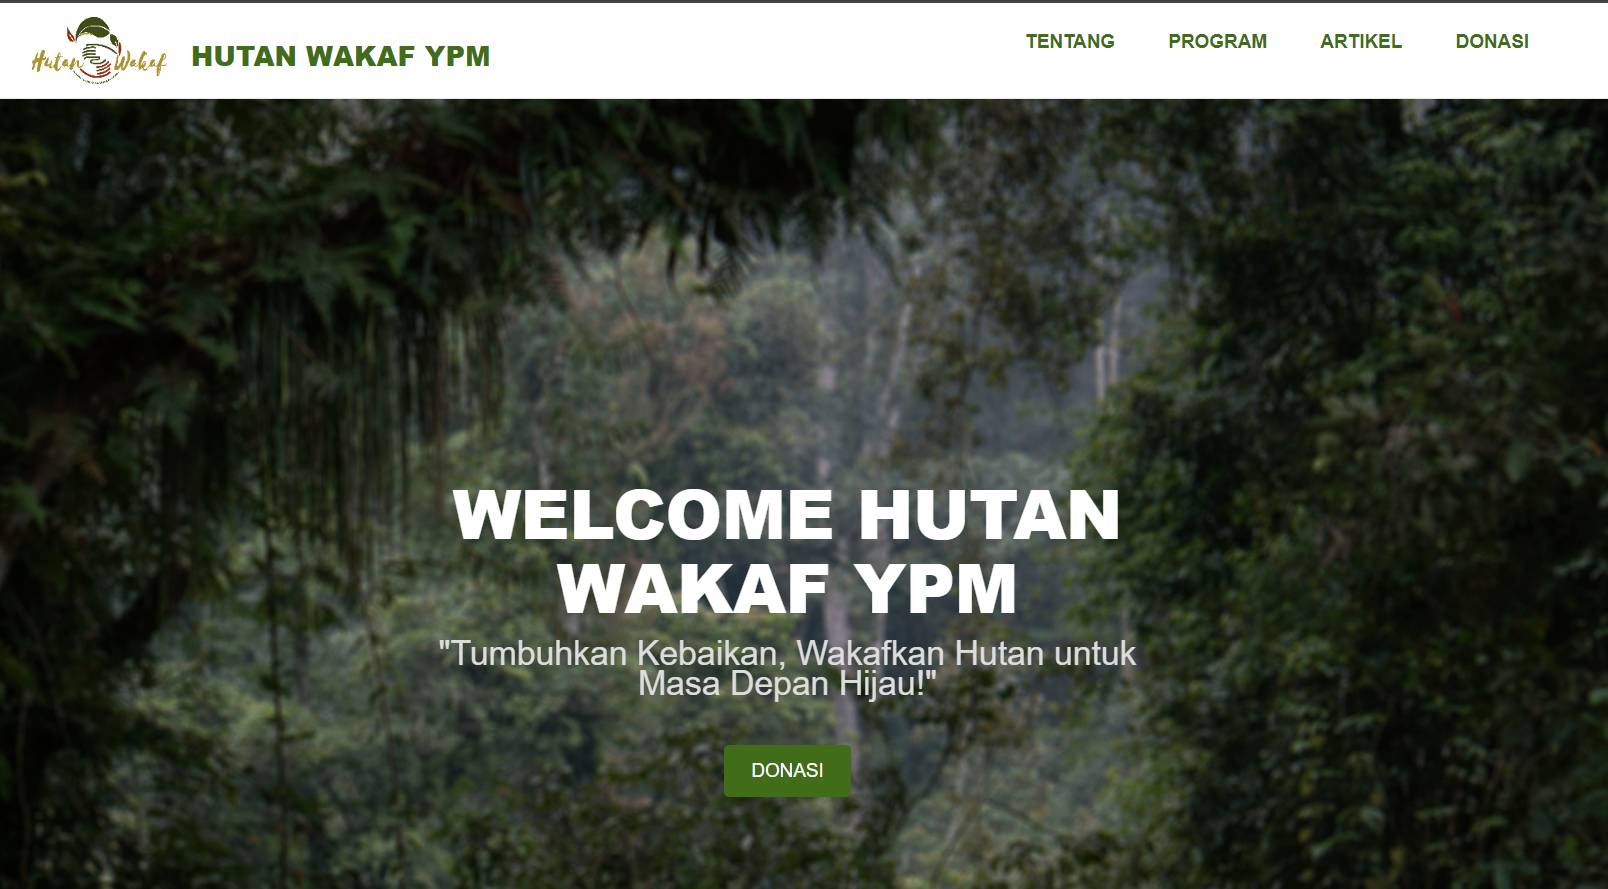 Hutan Wakaf
HUTAN WAKAF YPM
TENTANG
PROGRAM
ARTIKEL
DONASI
WELCOME HUTAN
WAKAF YPM
"Tumbuhkan Kebaikan, Wakafkan Hutan untuk
Masa Depan Hijau!"
DONASI